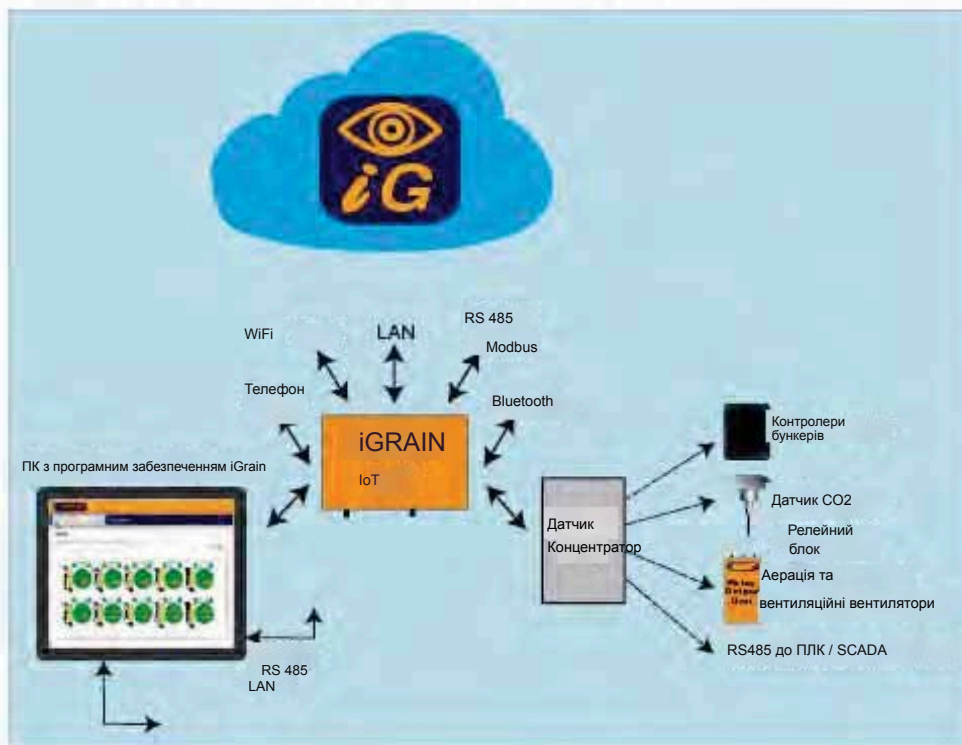 iG
WiFi
LAN
RS 485
Modbus
Телефон
Bluetooth
iGRAIN
IoT
ПК з програмним забезпеченням iGrain
Контролери
бункерів
Датчик CO2
Датчик
Концентратор
Релейний
блок
Аерація та
вентиляційні вентилятори
RS485 до ПЛК / SCADA
RS 485
LAN